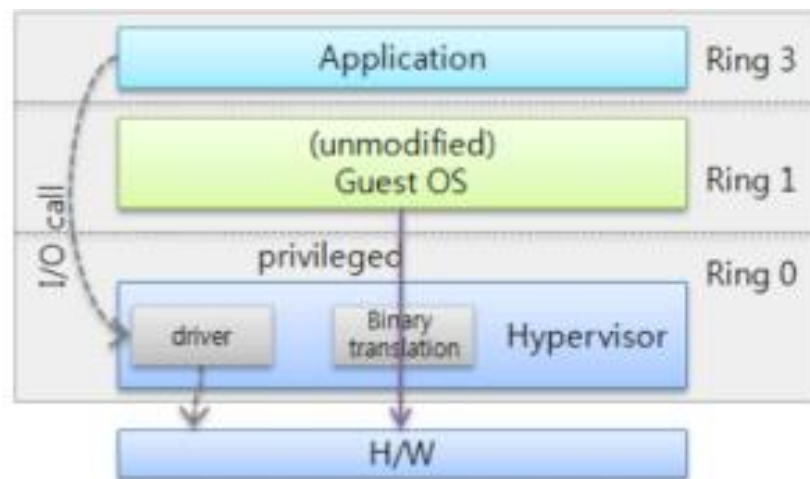 Application
Ring 3
(unmodified)
Guest OS
Ring 1
I/O call
privileged
Ring 0
driver
Binary
translation
Hypervisor
H/W